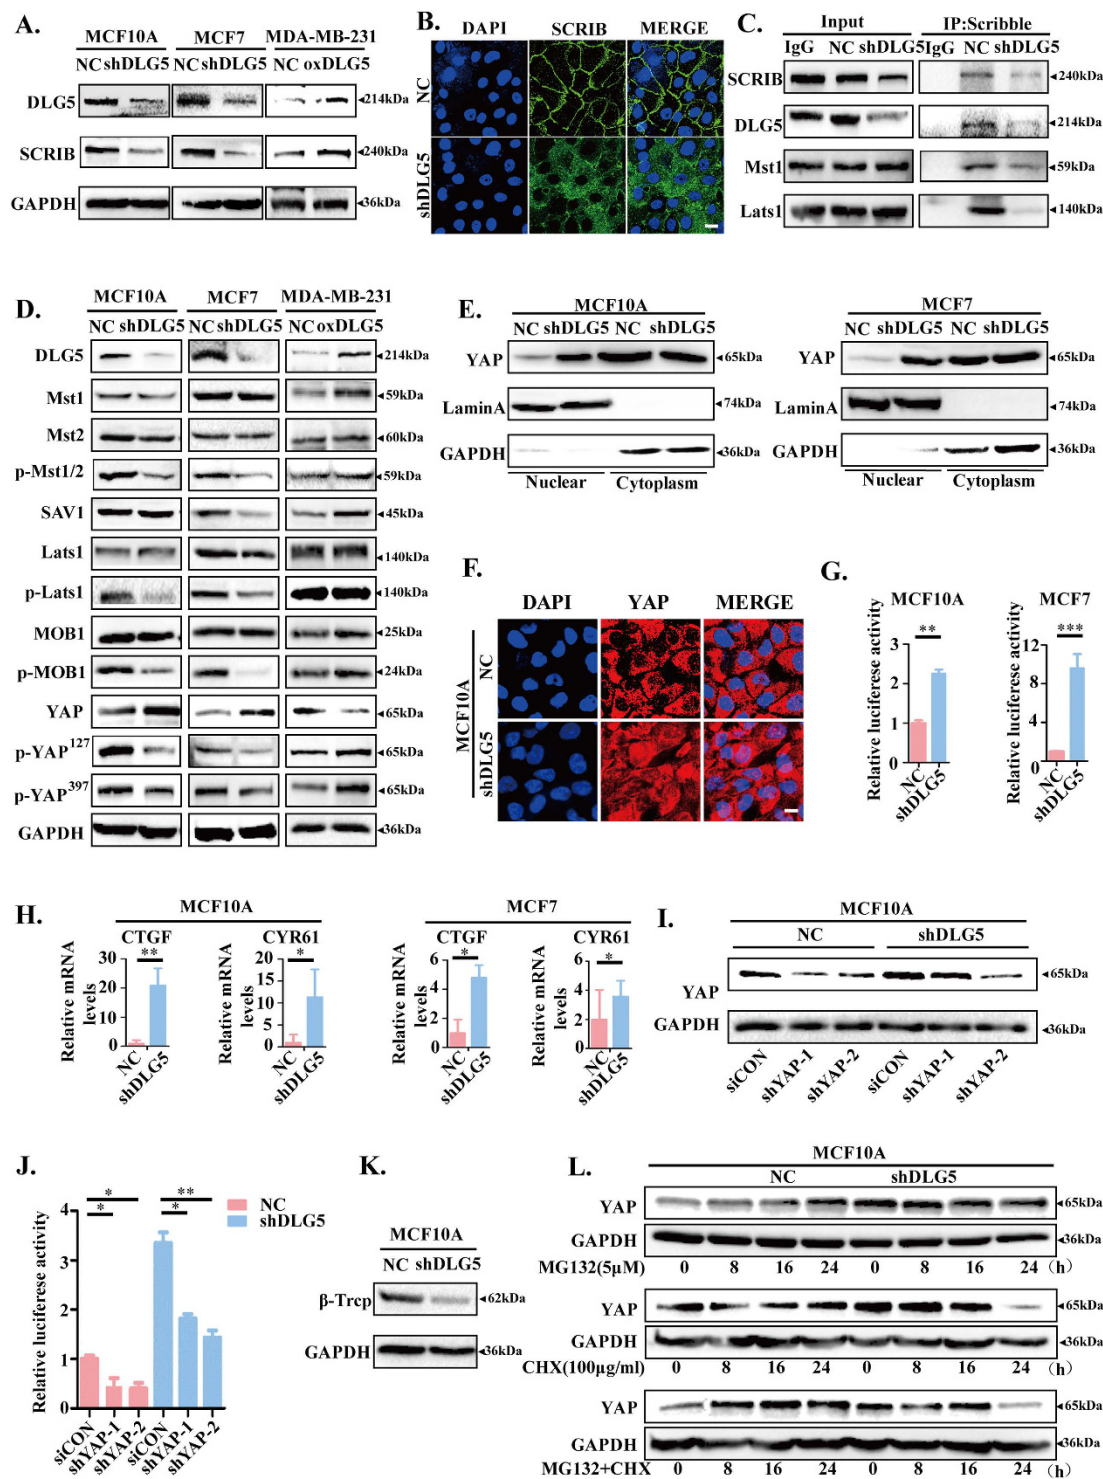 A.
MCF10A MCF7 MDA-MB-231
NC shDLG5 NC shDLG5 NC oxDLG5
DLG5 214kDa
SCRIB 240kDa
GAPDH 36kDa
B.
DAPI SCRIB MERGE
NC
shDLG5
C.
Input IP:Scribble
IgG NC shDLG5 IgG NC shDLG5
SCRIB 240kDa
DLG5 214kDa
Mst1 59kDa
Lats1 140kDa
D.
MCF10A MCF7 MDA-MB-231
NC shDLG5 NC shDLG5 NC oxDLG5
DLG5 214kDa
Mst1 59kDa
Mst2 60kDa
p-Mst1/2 59kDa
SAV1 45kDa
Lats1 140kDa
p-Lats1 140kDa
MOB1 25kDa
p-MOB1 24kDa
YAP 65kDa
p-YAP127 65kDa
p-YAP397 65kDa
GAPDH 36kDa
E.
MCF10A
NC shDLG5 NC shDLG5
YAP 65kDa
LaminA 74kDa
GAPDH 36kDa
Nuclear Cytoplasm
MCF7
NC shDLG5 NC shDLG5
YAP 65kDa
LaminA 74kDa
GAPDH 36kDa
Nuclear Cytoplasm
F.
DAPI YAP MERGE
MCF10A
NC
shDLG5
G.
MCF10A
Relative luciferese activity
3
2
1
0
**
NC
shDLG5
MCF7
Relative luciferese activity
12
8
4
0
***
NC
shDLG5
H.
MCF10A
CTGF
**
Relative mRNA
levels
30
20
10
0
NC
shDLG5
CYR61
*
Relative mRNA
levels
20
15
10
5
0
NC
shDLG5
MCF7
CTGF
*
Relative mRNA
levels
6
4
2
0
NC
shDLG5
CYR61
*
Relative mRNA
levels
6
4
2
0
NC
shDLG5
I.
MCF10A
NC shDLG5
YAP 65kDa
GAPDH 36kDa
siCON shYAP-1 shYAP-2 siCON shYAP-1 shYAP-2
J.
NC
shDLG5
Relative luciferese activity
4
3
2
1
0
* * ** *
siCON shYAP-1 shYAP-2 siCON shYAP-1 shYAP-2
K.
MCF10A
NC shDLG5
β-Trcp 62kDa
GAPDH 36kDa
L.
MCF10A
NC shDLG5
YAP 65kDa
GAPDH 36kDa
MG132(5μM) 0 8 16 24 0 8 16 24 (h)
YAP 65kDa
GAPDH 36kDa
CHX(100μg/ml) 0 8 16 24 0 8 16 24 (h)
YAP 65kDa
GAPDH 36kDa
MG132+CHX 0 8 16 24 0 8 16 24 (h)